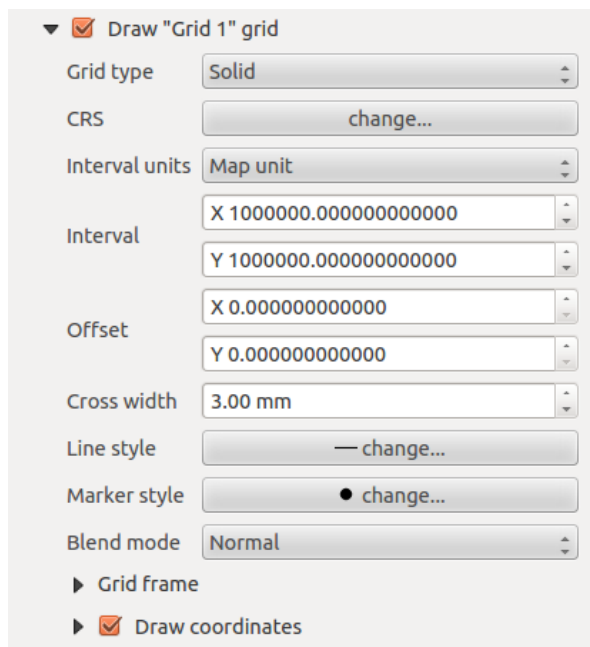 Draw "Grid 1" grid
Grid type Solid
CRS change...
Interval units Map unit
Interval
X 1000000.000000000000
Y 1000000.000000000000
Offset
X 0.000000000000
Y 0.000000000000
Cross width 3.00 mm
Line style change...
Marker style change...
Blend mode Normal
Grid frame
Draw coordinates